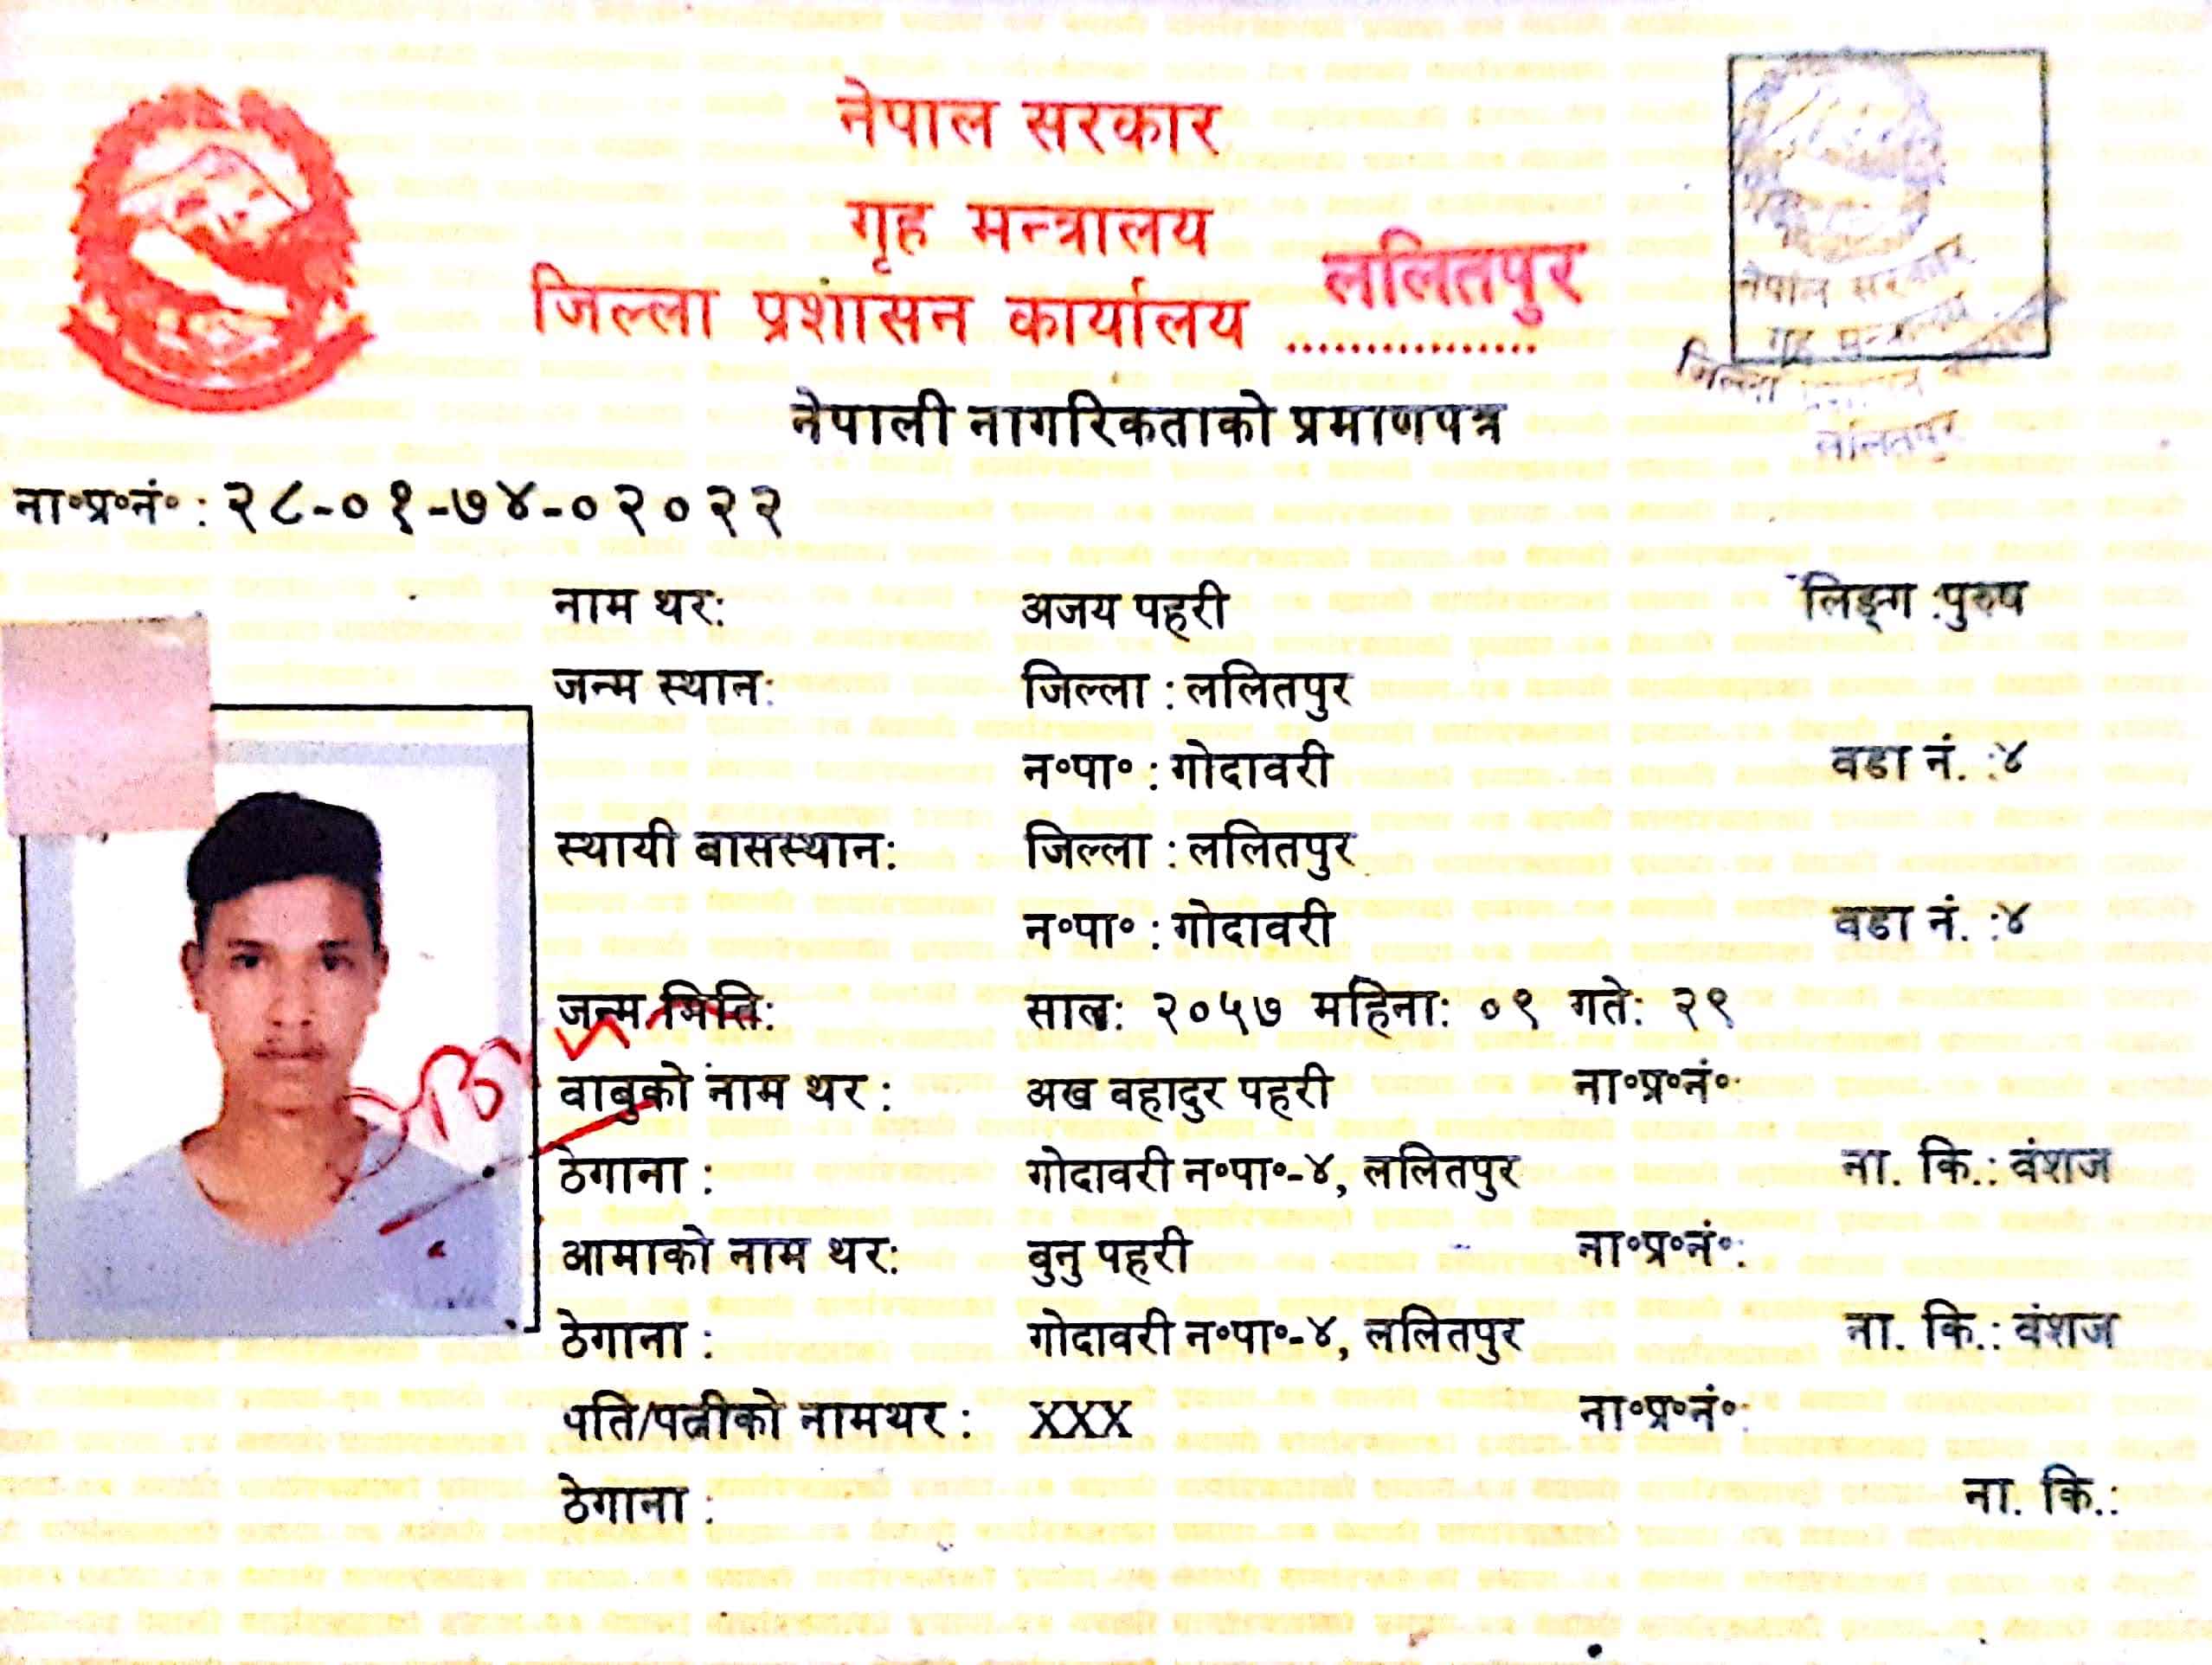 नेपाल सरकार
गृह मन्त्रालय
जिल्ला प्रशासन कार्यालय ................ ललितपुर
नेपाल सरकार
गृह मन्त्रालय
जिल्ला
ललितपुर
नेपाली नागरिकताको प्रमाणपत्र
ना॰प्र॰नं॰ : २८-०१-७४-०२०२२
नाम थर: अजय पहरी लिङ्ग :पुरुष
जन्म स्थान: जिल्ला : ललितपुर
न॰पा॰ : गोदावरी वडा नं. :४
स्थायी बासस्थान: जिल्ला : ललितपुर
न॰पा॰ : गोदावरी वडा नं. :४
जन्म मिति: साल: २०५७ महिना: ०९ गते: २९
वाबुको नाम थर : अख बहादुर पहरी ना॰प्र॰नं॰:
ठेगाना : गोदावरी न॰पा॰-४, ललितपुर ना. कि.: वंशज
आमाको नाम थर: वुनु पहरी ना॰प्र॰नं॰:
ठेगाना : गोदावरी न॰पा॰-४, ललितपुर ना. कि.: वंशज
पति/पत्नीको नामथर : XXX ना॰प्र॰नं॰:
ठेगाना : ना. कि.: